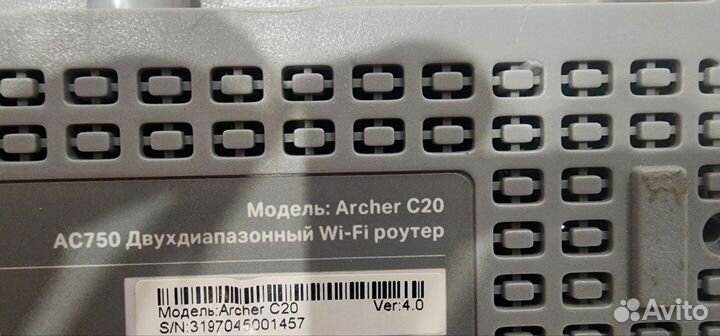 Модель: Archer C20
AC750 Двухдиапазонный Wi-Fi роутер
Модель:Archer C20 Ver:4.0
S/N:3197045001457
Avito